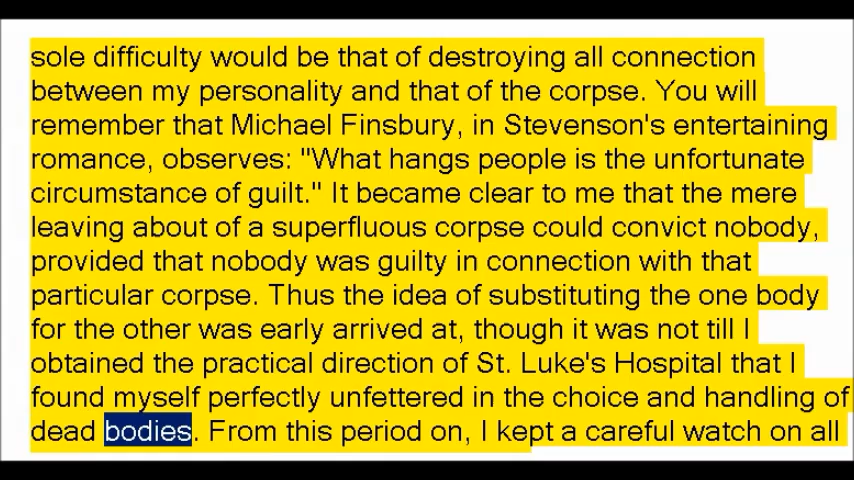 sole difficulty would be that of destroying all connection
between my personality and that of the corpse. You will
remember that Michael Finsbury, in Stevenson's entertaining
romance, observes: "What hangs people is the unfortunate
circumstance of guilt." It became clear to me that the mere
leaving about of a superfluous corpse could convict nobody,
provided that nobody was guilty in connection with that
particular corpse. Thus the idea of substituting the one body
for the other was early arrived at, though it was not till I
obtained the practical direction of St. Luke's Hospital that I
found myself perfectly unfettered in the choice and handling of
dead bodies. From this period on, I kept a careful watch on all